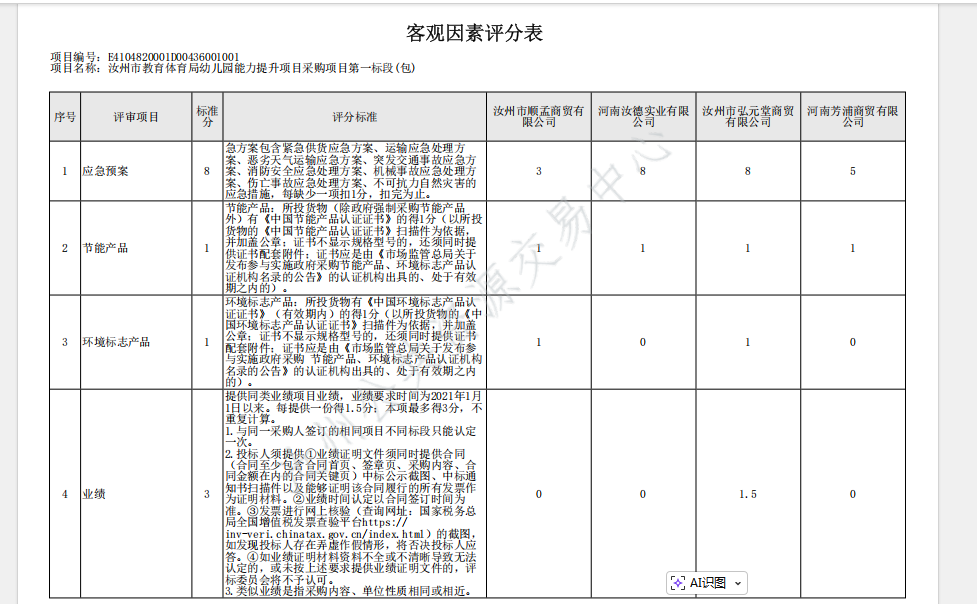 客观因素评分表
项目编号: E4104820001D00436001001
项目名称: 汝州市教育体育局幼儿园能力提升项目采购项目第一标段(包)
序号 评审项目 标准分 评分标准 汝州市顺孟商贸有限公司 河南汝德实业有限公司 汝州市弘元堂商贸有限公司 河南芳浦商贸有限公司
1 应急预案 8
急方案包含紧急供货应急方案、运输应急处理方
案、恶劣天气运输应急方案、突发交通事故应急方
案、消防安全应急处理方案、机械事故应急处理方
案、伤亡事故应急处理方案、不可抗力自然灾害的
应急措施，每缺少一项扣1分，扣完为止。
3 8 8 5
2 节能产品 1
节能产品：所投货物（除政府强制采购节能产品
外）有《中国节能产品认证证书》的得1分（以所投
货物的《中国节能产品认证证书》扫描件为依据，
并加盖公章；证书不显示规格型号的，还须同时提
供证书配套附件；证书应是由《市场监管总局关于
发布参与实施政府采购节能产品、环境标志产品认
证机构名录的公告》的认证机构出具的、处于有效
期之内的）。
1 1 1 1
3 环境标志产品 1
环境标志产品：所投货物有《中国环境标志产品认
证证书》（有效期内）的得1分（以所投货物的《中
国环境标志产品认证证书》扫描件为依据，并加盖
公章；证书不显示规格型号的，还须同时提供证书
配套附件；证书应是由《市场监管总局关于发布参
与实施政府采购 节能产品、环境标志产品认证机构
名录的公告》的认证机构出具的、处于有效期之内
的）。
1 0 1 0
4 业绩 3
提供同类业绩项目业绩，业绩要求时间为2021年1月
1日以来。每提供一份得1.5分；本项最多得3分，不
重复计算。
1.与同一采购人签订的相同项目不同标段只能认定
一次。
2.投标人须提供①业绩证明文件须同时提供合同
（合同至少包含合同首页、签章页、采购内容、合
同金额在内的合同关键页）中标公示截图、中标通
知书扫描件以及能够证明该合同履行的所有发票作
为证明材料。②业绩时间认定以合同签订时间为
准。③发票进行网上核验（查询网址：国家税务总
局全国增值税发票查验平台https://
inv-veri.chinatax.gov.cn/index.html）的截图，
如发现投标人存在弄虚作假情形，将否决投标人应
答。④如业绩证明材料资料不全或不清晰导致无法
认定的，或未按上述要求提供业绩证明文件的，评
标委员会将不予认可。
3.类似业绩是指采购内容、单位性质相同或相近。
0 0 1.5 0
AI识图